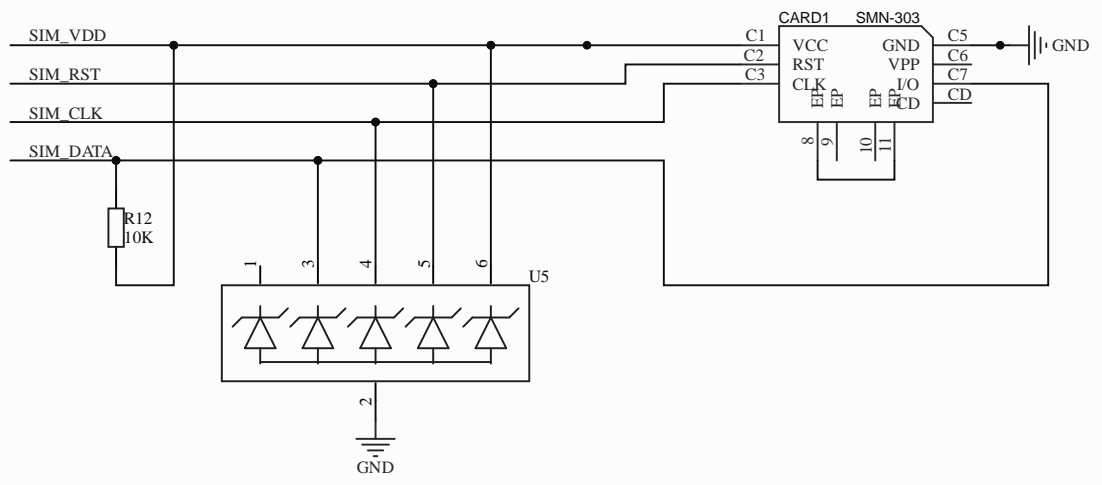 CARD1 SMN-303
SIM_VDD C1 VCC GND C5 GND
C2 RST VPP C6
SIM_RST C3 CLK I/O C7
EP EP EP EP CD CD
SIM_CLK
8 9 10 11
SIM_DATA
R12
10K
1 3 4 5 6 U5
2
GND